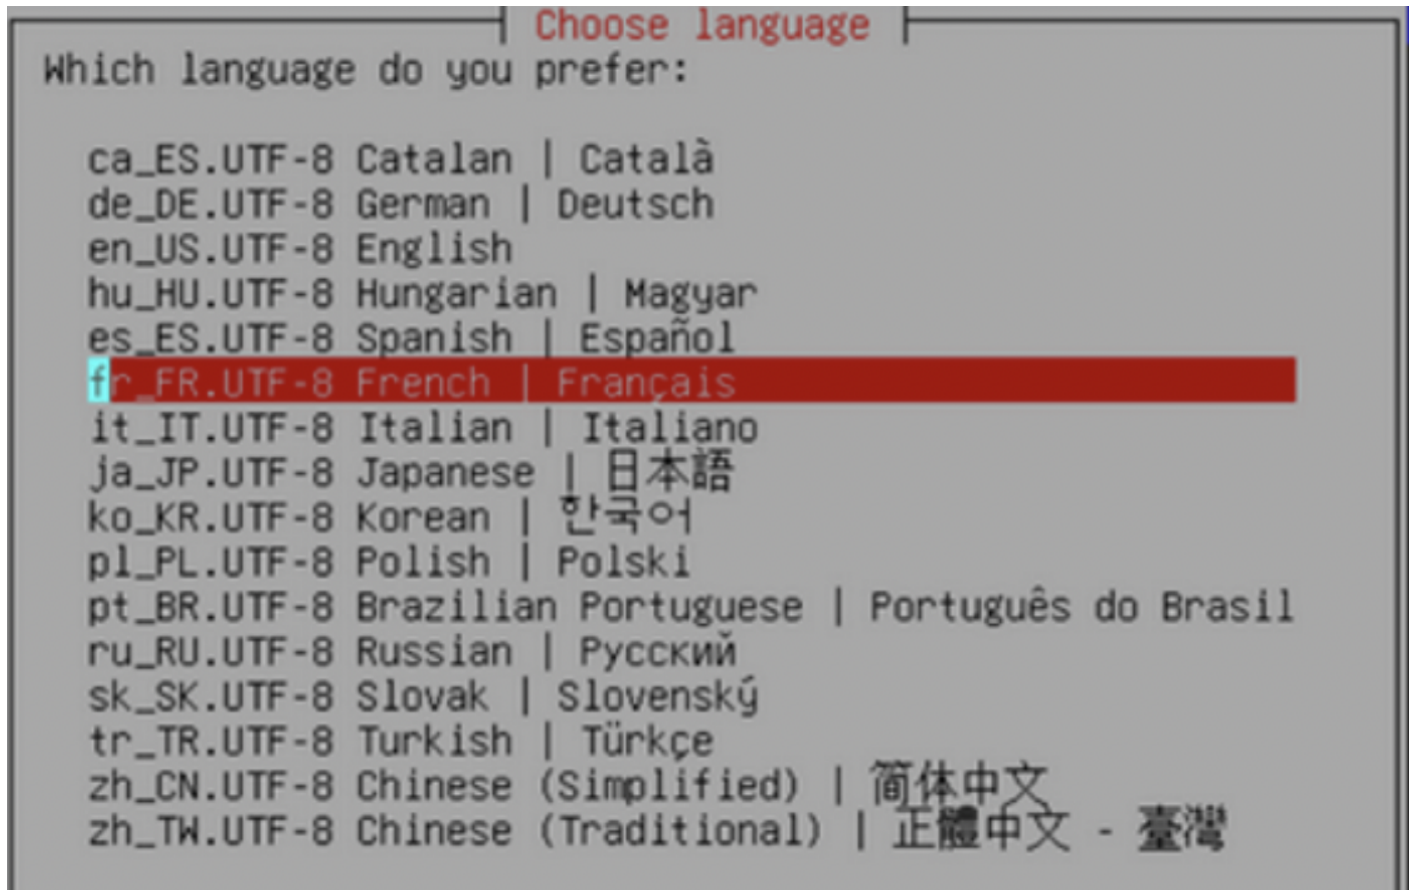 Choose language
Which language do you prefer:
ca_ES.UTF-8 Catalan | Català
de_DE.UTF-8 German | Deutsch
en_US.UTF-8 English
hu_HU.UTF-8 Hungarian | Magyar
es_ES.UTF-8 Spanish | Español
fr_FR.UTF-8 French | Français
it_IT.UTF-8 Italian | Italiano
ja_JP.UTF-8 Japanese | 日本語
ko_KR.UTF-8 Korean | 한국어
pl_PL.UTF-8 Polish | Polski
pt_BR.UTF-8 Brazilian Portuguese | Português do Brasil
ru_RU.UTF-8 Russian | Русский
sk_SK.UTF-8 Slovak | Slovenský
tr_TR.UTF-8 Turkish | Türkçe
zh_CN.UTF-8 Chinese (Simplified) | 简体中文
zh_TW.UTF-8 Chinese (Traditional) | 正體中文 - 臺灣